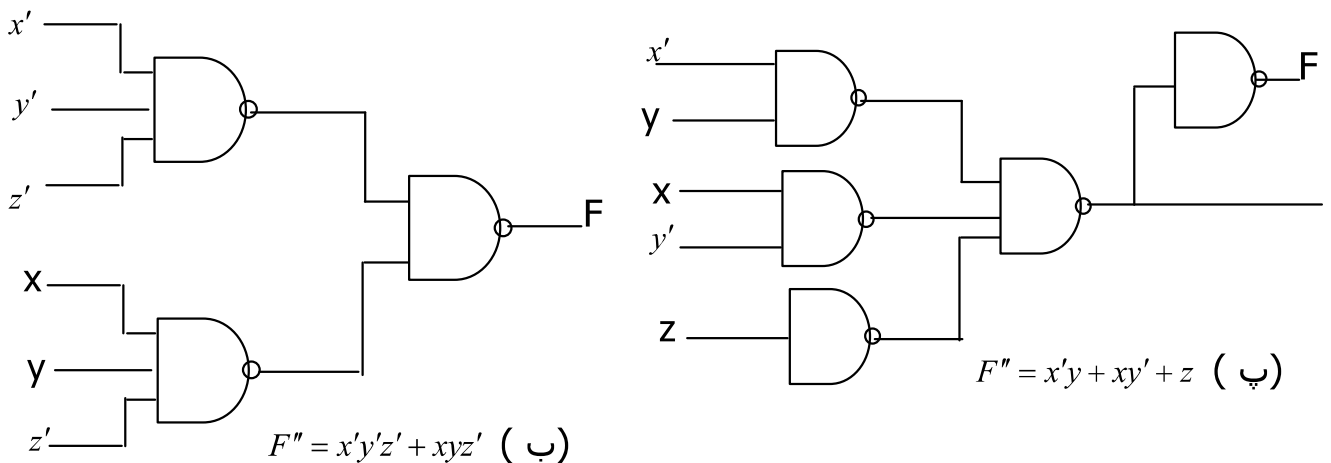 x′
y′
z′
F
x
y
z′
F″ = x′y′z′ + xyz′ (ب)
x′
y
x
y′
z
F
F″ = x′y + xy′ + z (پ)